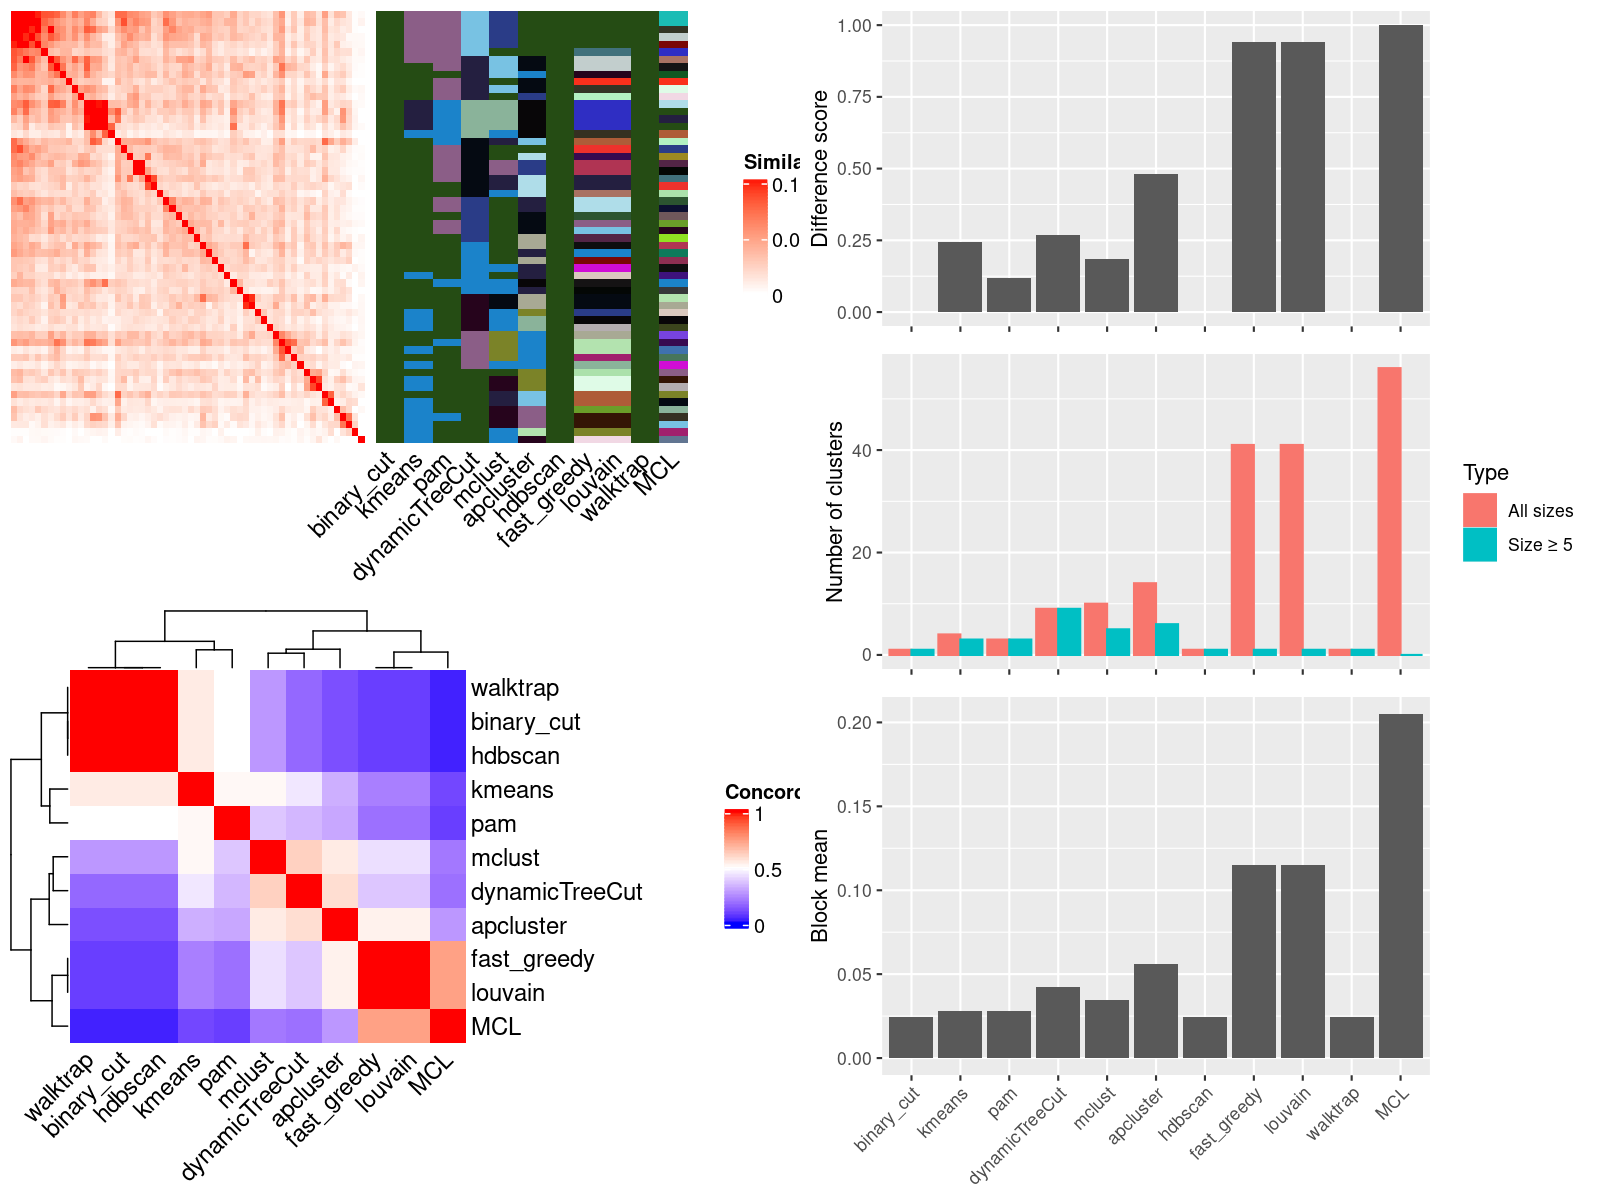 Simila
0.1
0.0
0
binary_cut
kmeans
pam
dynamicTreeCut
mclust
apcluster
hdbscan
fast_greedy
louvain
walktrap
MCL
walktrap
binary_cut
hdbscan
kmeans
pam
mclust
dynamicTreeCut
apcluster
fast_greedy
louvain
MCL
Concord
1
0.5
0
walktrap
binary_cut
hdbscan
kmeans
pam
mclust
dynamicTreeCut
apcluster
fast_greedy
louvain
MCL
Difference score
1.00
0.75
0.50
0.25
0.00
Number of clusters
40
20
0
Type
All sizes
Size ≥ 5
Block mean
0.20
0.15
0.10
0.05
0.00
binary_cut
kmeans
pam
dynamicTreeCut
mclust
apcluster
hdbscan
fast_greedy
louvain
walktrap
MCL